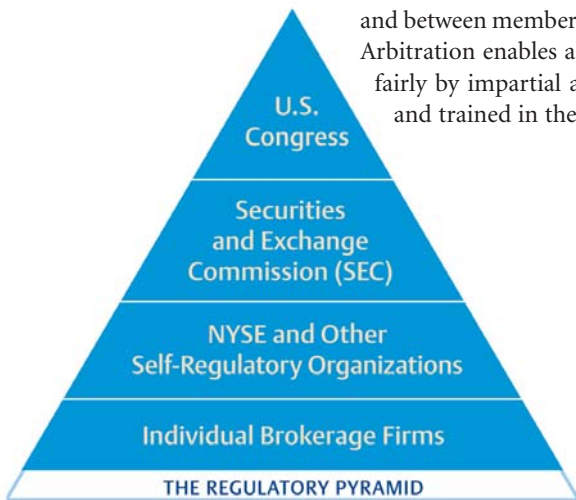 and between member
Arbitration enables a
fairly by impartial a
and trained in the
U.S.
Congress
Securities
and Exchange
Commission (SEC)
NYSE and Other
Self-Regulatory Organizations
Individual Brokerage Firms
THE REGULATORY PYRAMID